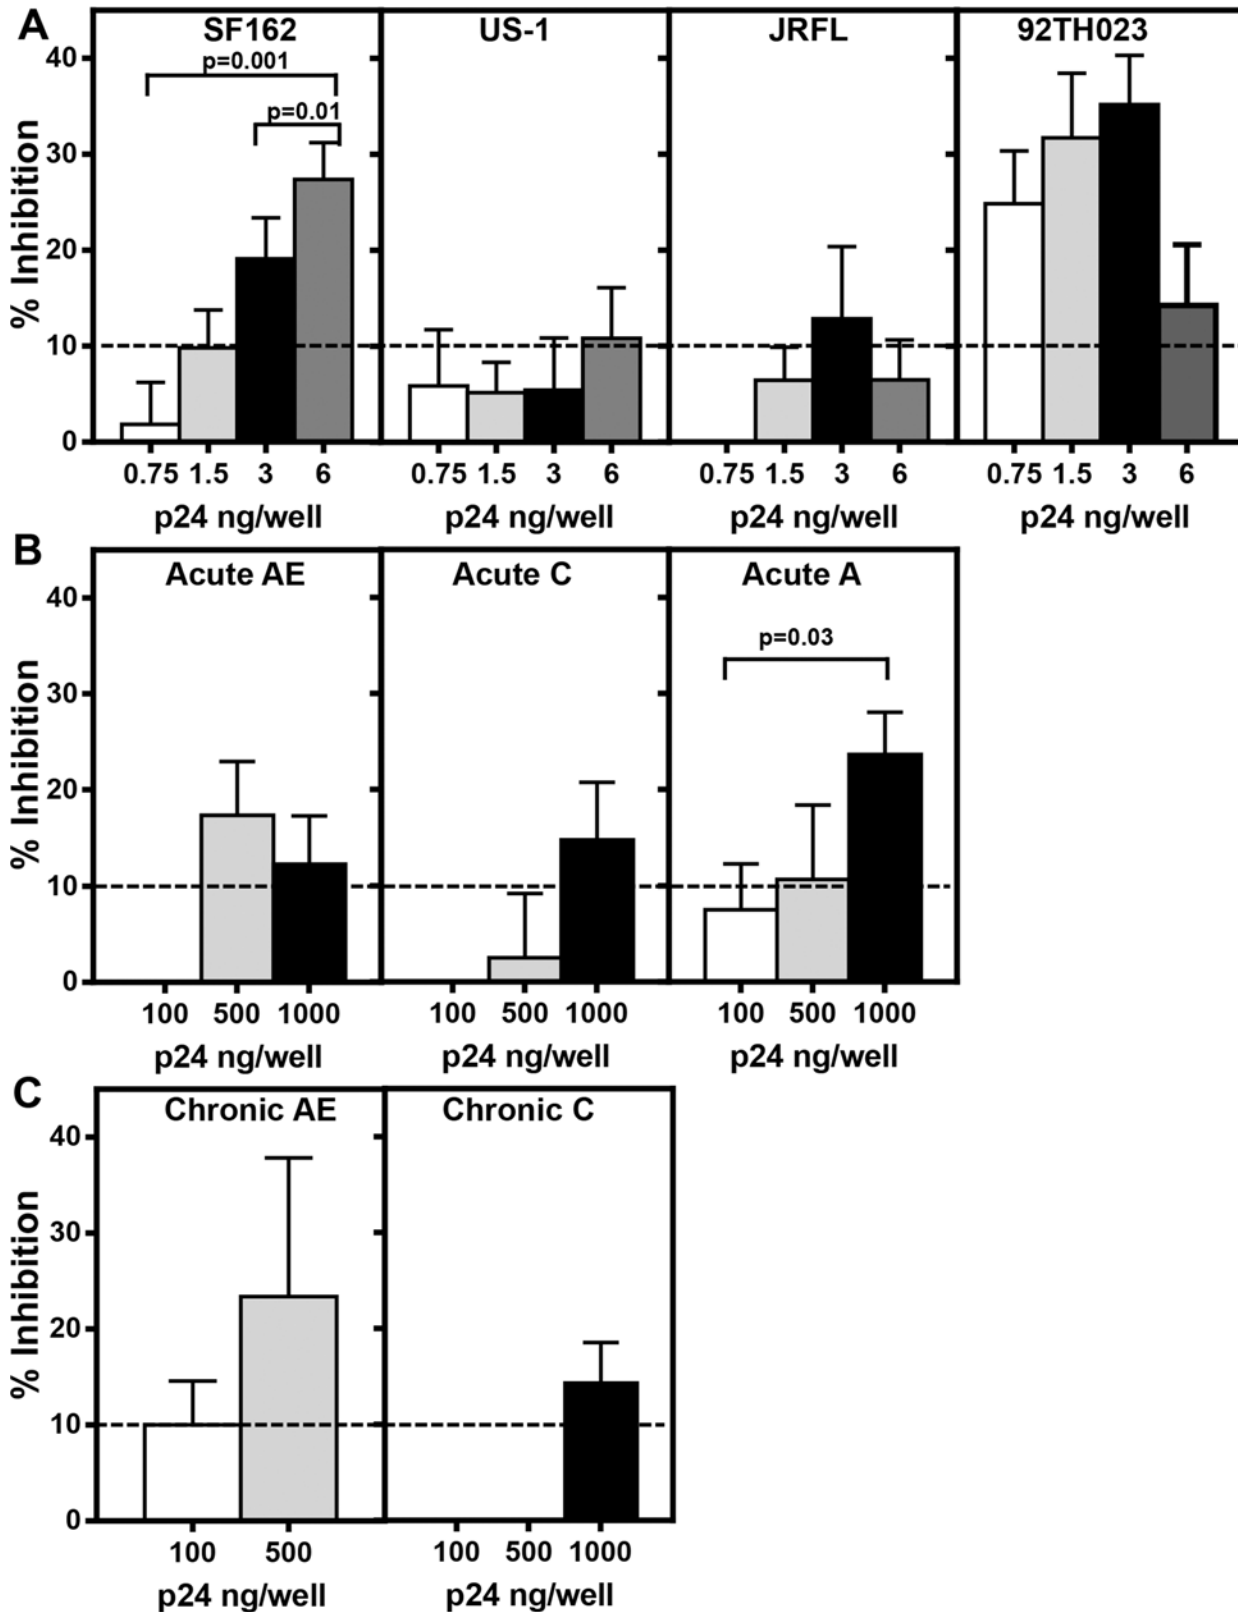 A
SF162 US-1 JRFL 92TH023
p=0.001
p=0.01
% Inhibition
40
30
20
10
0
0.75 1.5 3 6 0.75 1.5 3 6 0.75 1.5 3 6 0.75 1.5 3 6
p24 ng/well p24 ng/well p24 ng/well p24 ng/well
B
Acute AE Acute C Acute A
p=0.03
% Inhibition
40
30
20
10
0
100 500 1000 100 500 1000 100 500 1000
p24 ng/well p24 ng/well p24 ng/well
C
Chronic AE Chronic C
% Inhibition
40
30
20
10
0
100 500 100 500 1000
p24 ng/well p24 ng/well